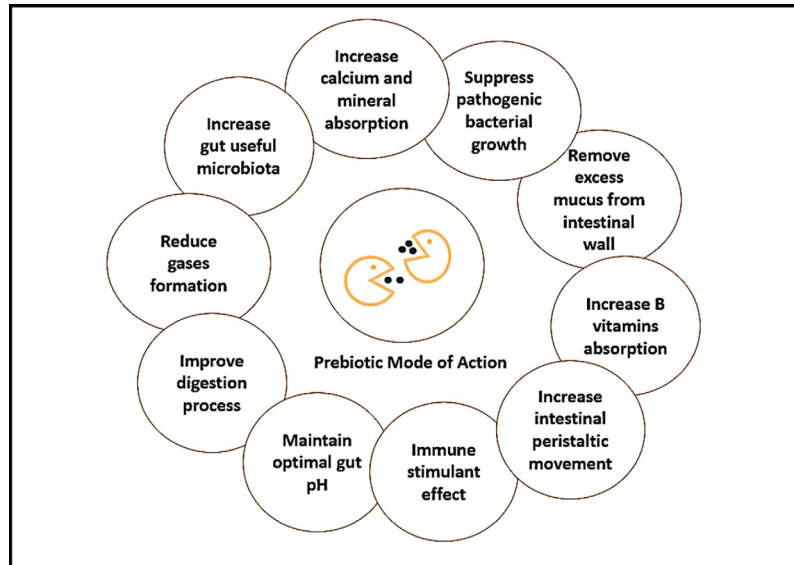 Increase
calcium and
mineral
absorption
Suppress
pathogenic
bacterial
growth
Remove
excess
mucus from
intestinal
wall
Increase B
vitamins
absorption
Increase
intestinal
peristaltic
movement
Immune
stimulant
effect
Maintain
optimal gut
pH
Improve
digestion
process
Reduce
gases
formation
Increase
gut useful
microbiota
Prebiotic Mode of Action